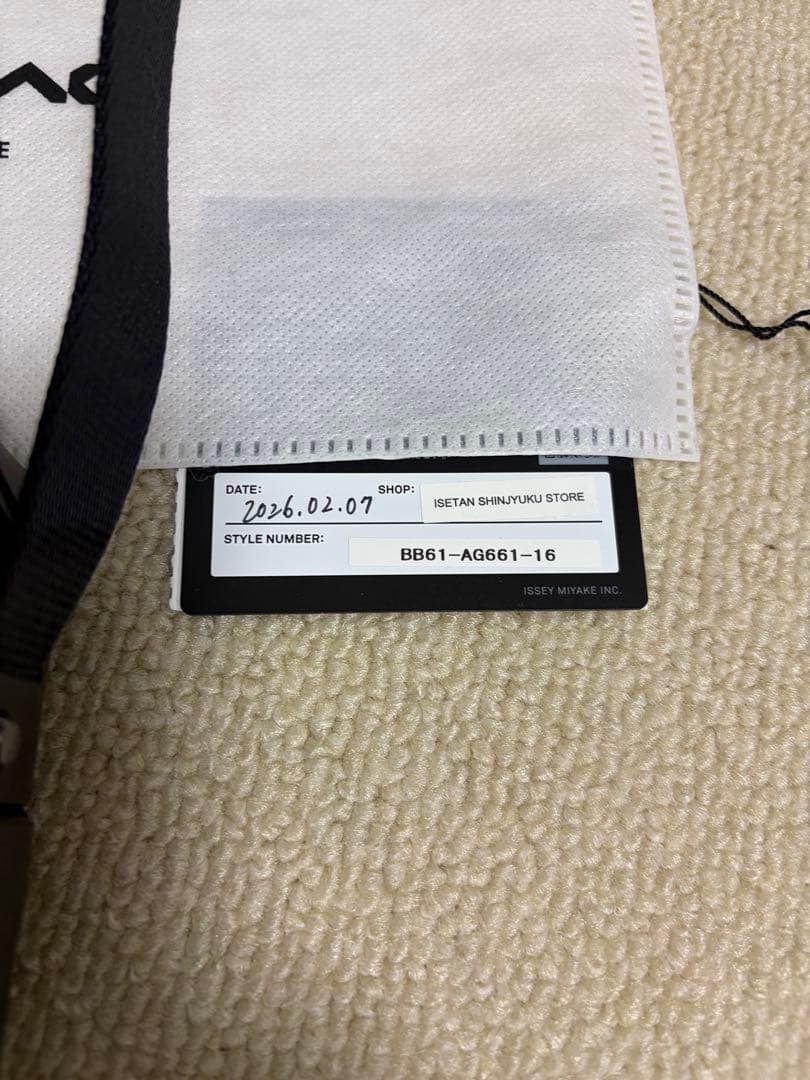 E
DATE: 2026.02.07 SHOP: ISETAN SHINJYUKU STORE
STYLE NUMBER: BB61-AG661-16
ISSEY MIYAKE INC.